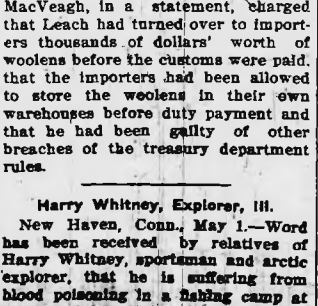 MacVeagh, in a statement, charged
that Leach had turned over to import-
ers thousands of dollars' worth of
woolens before the customs were paid,
that the importers had been allowed
to store the woolens in their own
warehouses before duty payment and
that he had been guilty of other
breaches of the treasury department
rules.
Harry Whitney, Explorer, Ill.
New Haven, Conn., May 1.—Word
has been received by relatives of
Harry Whitney, sportsman and arctic
explorer, that he is suffering from
blood poisoning in a fishing camp at